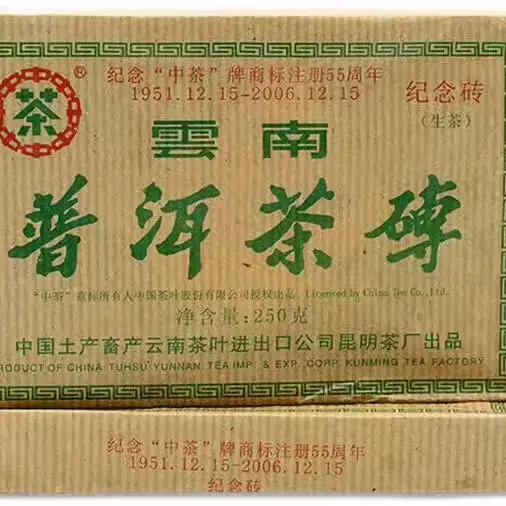 纪念“中茶”牌商标注册55周年
1951.12.15-2006.12.15
纪念砖
(生茶)
茶
®
雲南
普洱茶磚
“中茶”商标所有人中国茶叶股份有限公司授权出品 Licensed by China Tea Co., Ltd.
净含量:250克
中国土产畜产云南茶叶进出口公司昆明茶厂出品
RODUCT OF CHINA TUHSU YUNNAN TEA IMP. & EXP. CORP. KUNMING TEA FACTORY
纪念“中茶”牌商标注册55周年
1951.12.15-2006.12.15
纪念砖